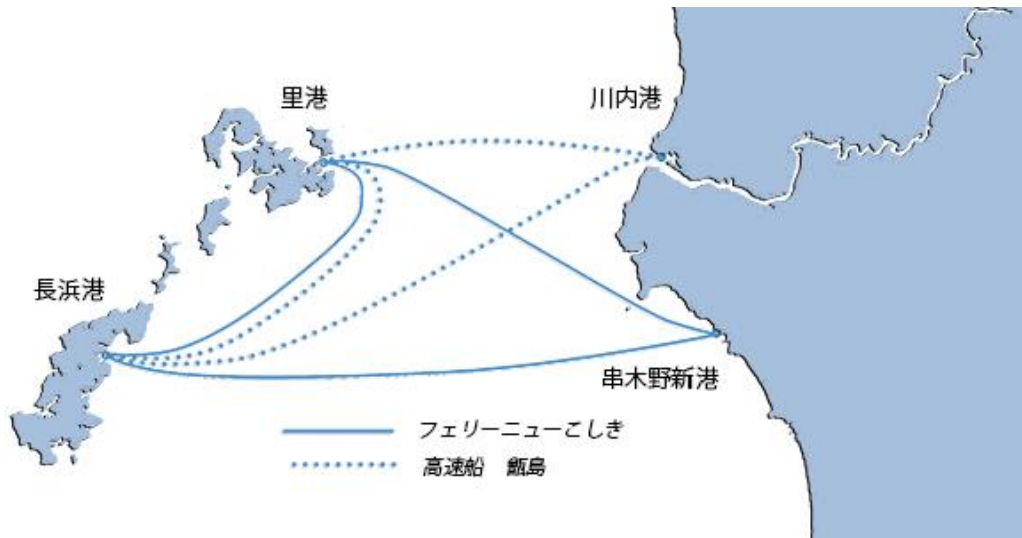 里港
川内港
長浜港
串木野新港
フェリーニューこしき
高速船　甑島